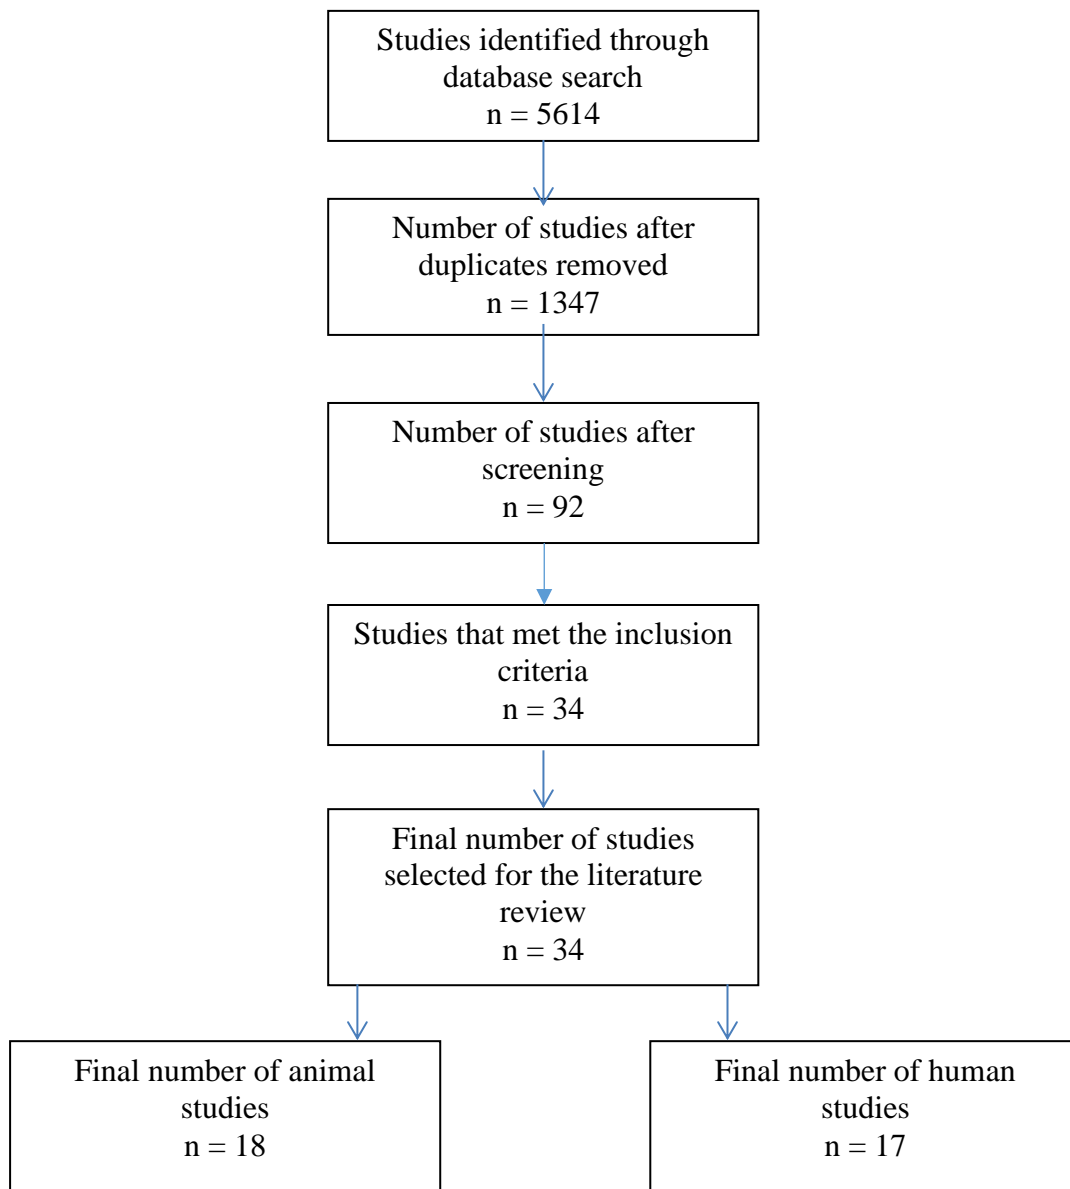 Studies identified through
database search
n = 5614
Number of studies after
duplicates removed
n = 1347
Number of studies after
screening
n = 92
Studies that met the inclusion
criteria
n = 34
Final number of studies
selected for the literature
review
n = 34
Final number of animal
studies
n = 18
Final number of human
studies
n = 17